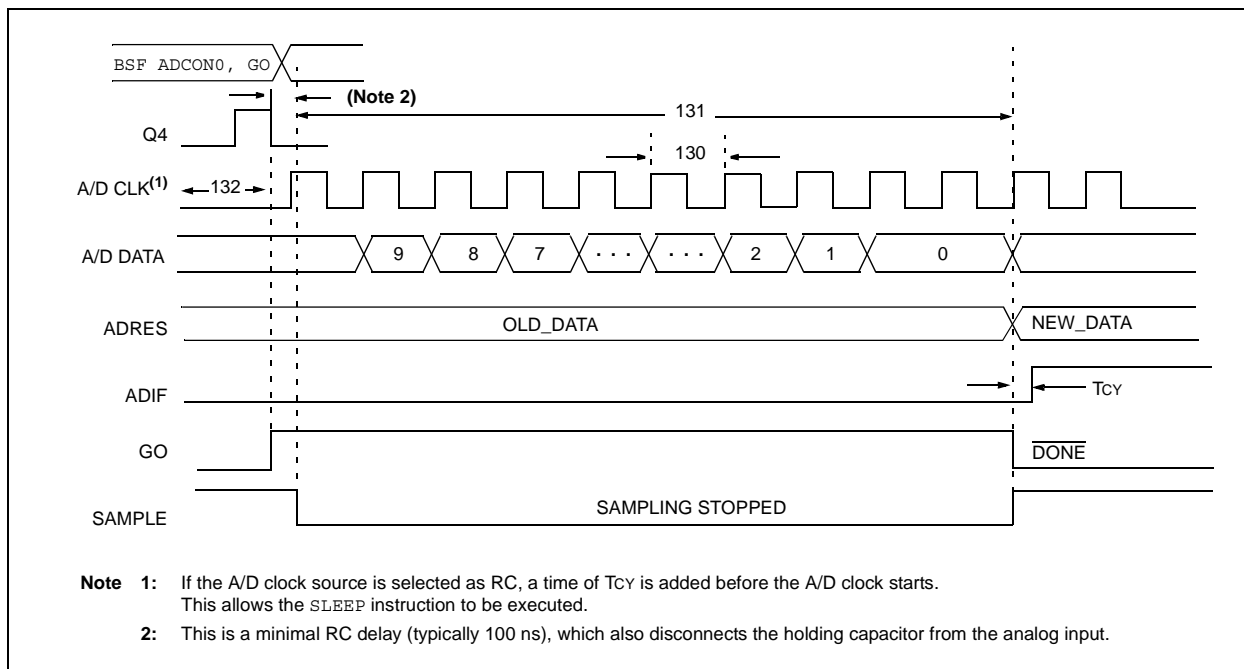 BSF ADCON0, GO
(Note 2)
131
Q4
130
A/D CLK(1)
132
A/D DATA
9 8 7 . . . . . . 2 1 0
ADRES
OLD_DATA
NEW_DATA
ADIF
TCY
GO
DONE
SAMPLE
SAMPLING STOPPED
Note 1: If the A/D clock source is selected as RC, a time of TCY is added before the A/D clock starts.
This allows the SLEEP instruction to be executed.
2: This is a minimal RC delay (typically 100 ns), which also disconnects the holding capacitor from the analog input.